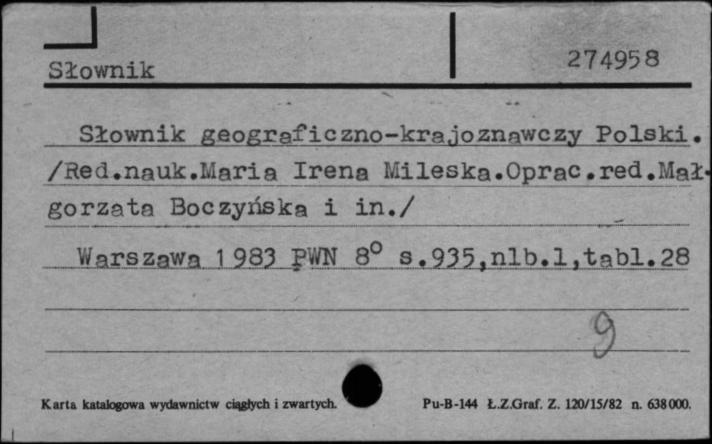 Słownik 274958
Słownik geograficzno-krajoznawczy Polski.
/Red.nauk.Maria Irena Mileska.Oprac.red.Mał-
gorzata Boczyńska i in./
Warszawa 1983 PWN 8° s.935,nlb.1,tabl.28
9
Karta katalogowa wydawnictw ciągłych i zwartych. Pu-B-144 Ł.Z.Graf. Z. 120/15/82 n. 638000.